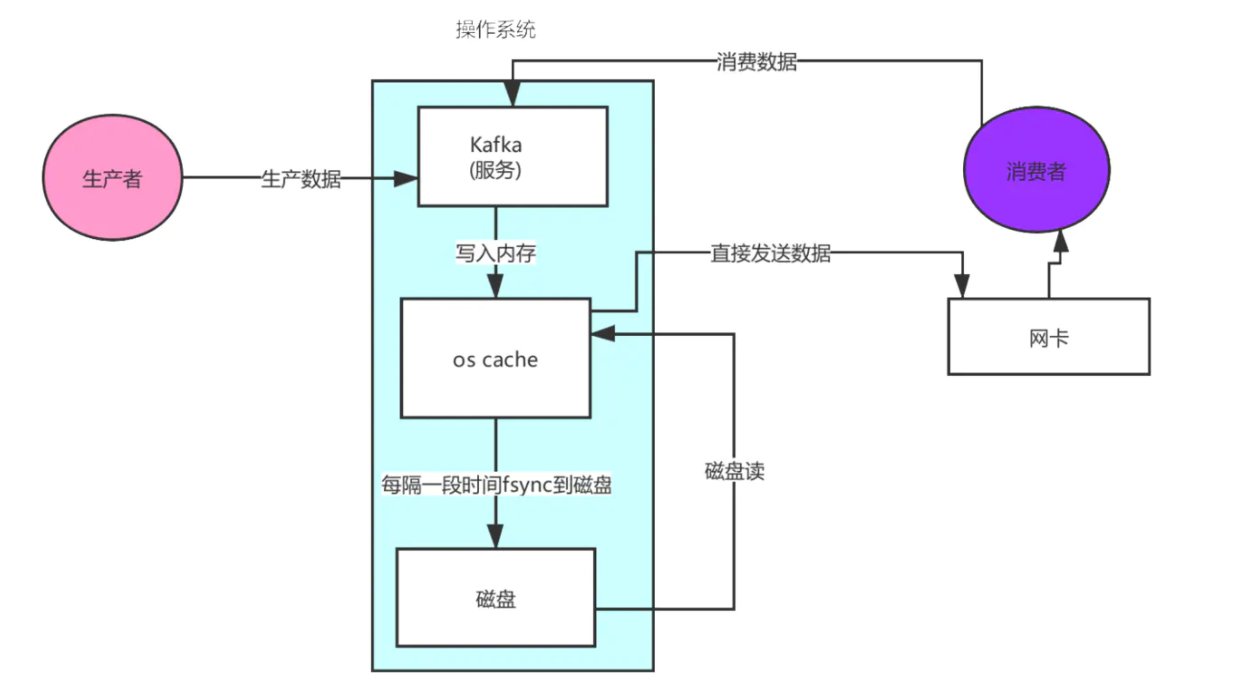 操作系统
消费数据
Kafka
(服务)
生产者
生产数据
消费者
写入内存
直接发送数据
网卡
os cache
磁盘读
每隔一段时间fsync到磁盘
磁盘